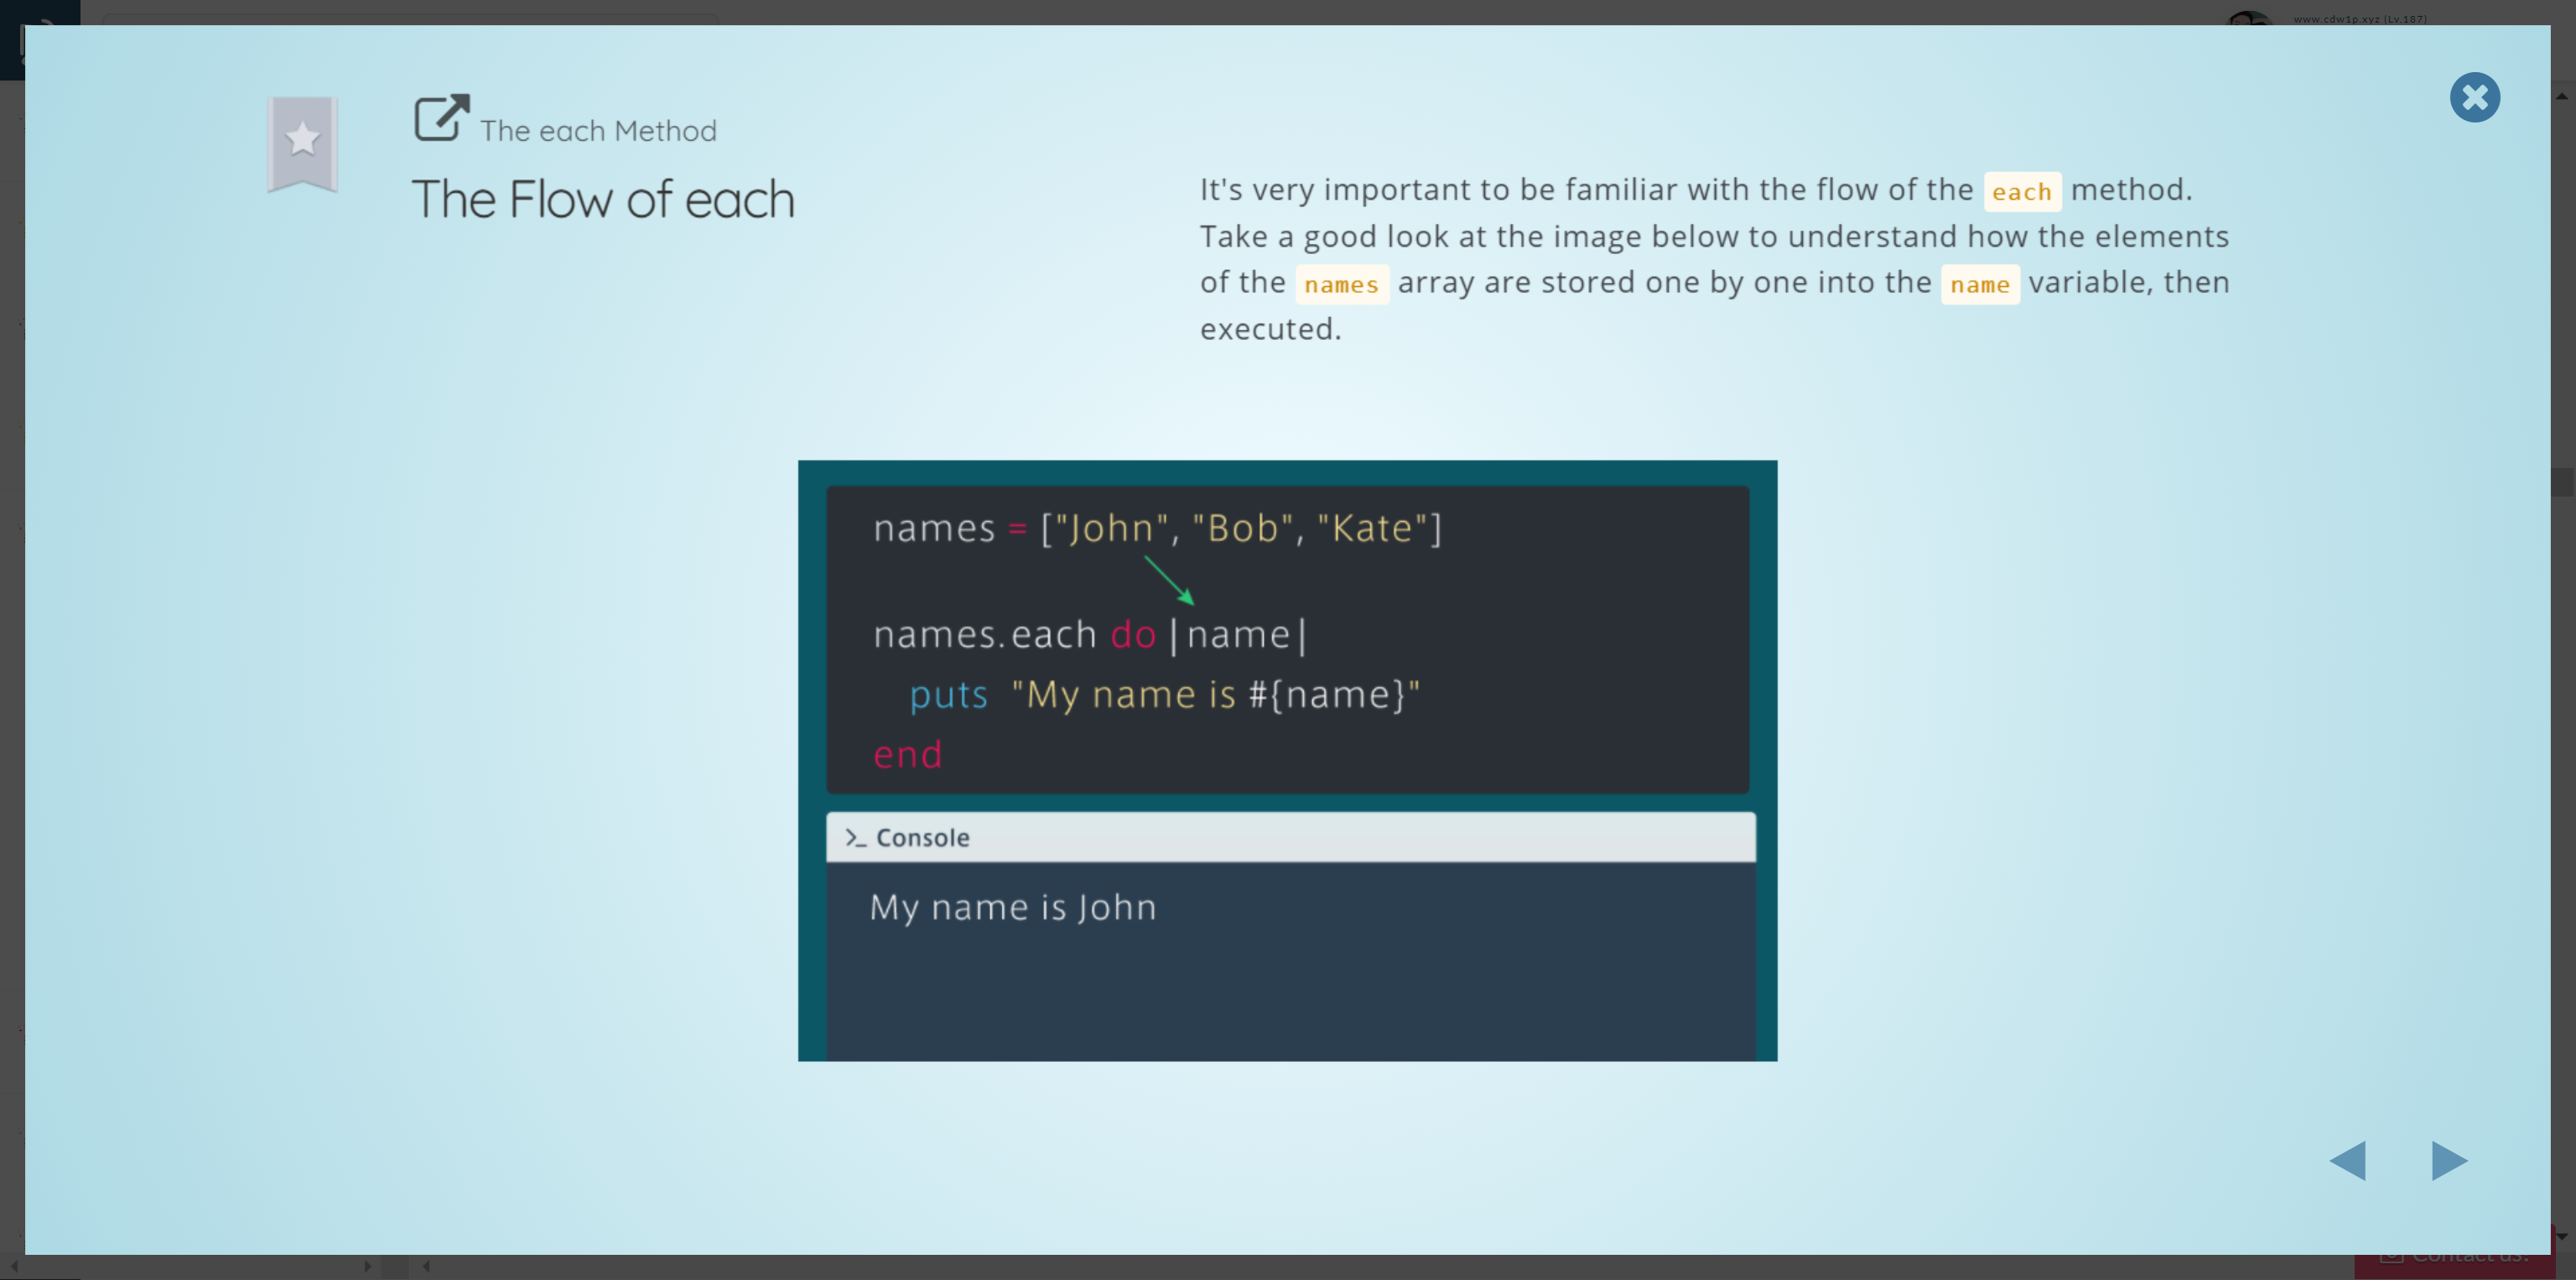 www.cdw1p.xyz (Lv.187)
The each Method
The Flow of each
It's very important to be familiar with the flow of the each method.
Take a good look at the image below to understand how the elements
of the names array are stored one by one into the name variable, then
executed.
names = ["John", "Bob", "Kate"]
names.each do |name|
puts "My name is #{name}"
end
>_ Console
My name is John
Contact us!